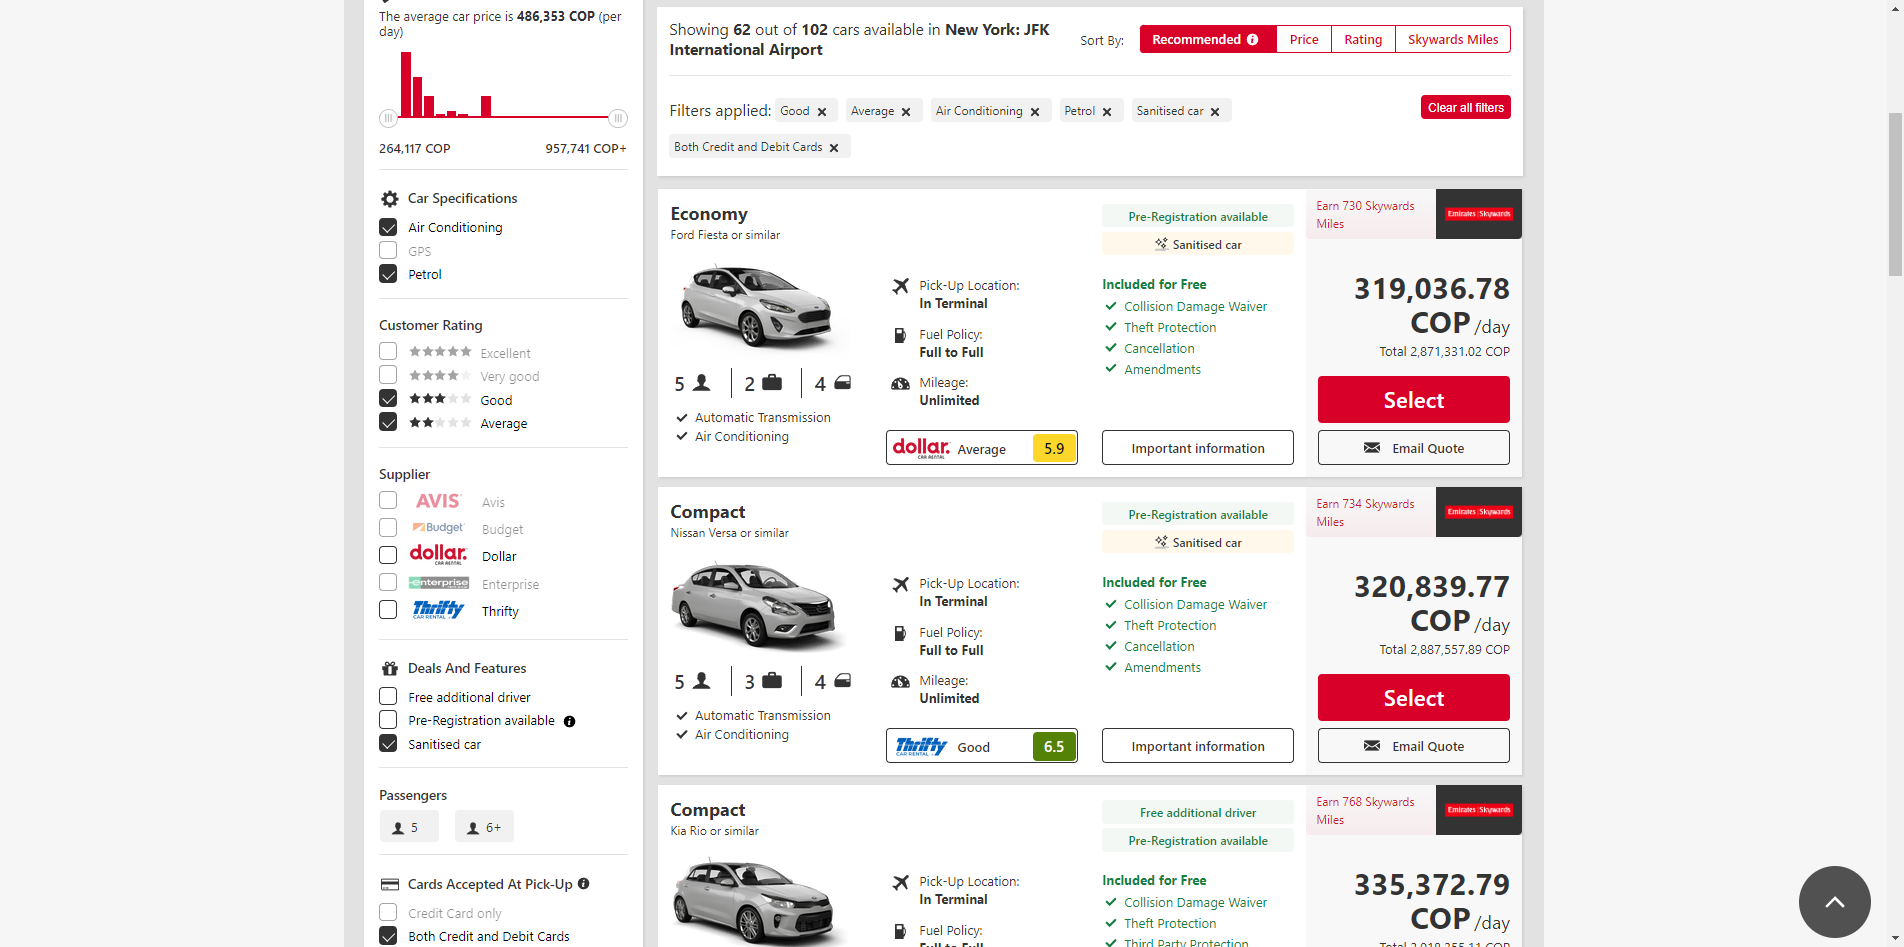 The average car price is 486,353 COP (per
day)
264,117 COP
957,741 COP+
Car Specifications
Air Conditioning
GPS
Petrol
Customer Rating
Excellent
Very good
Good
Average
Supplier
AVIS Avis
Budget Budget
dollar. CAR RENTAL Dollar
enterprise Enterprise
Thrifty CAR RENTAL Thrifty
Deals And Features
Free additional driver
Pre-Registration available
Sanitised car
Passengers
5
6+
Cards Accepted At Pick-Up
Credit Card only
Both Credit and Debit Cards
Showing 62 out of 102 cars available in New York: JFK
International Airport
Sort By:
Recommended Price Rating Skywards Miles
Filters applied: Good Average Air Conditioning Petrol Sanitised car
Both Credit and Debit Cards
Clear all filters
Economy
Ford Fiesta or similar
5 2 4
Automatic Transmission
Air Conditioning
Pick-Up Location:
In Terminal
Fuel Policy:
Full to Full
Mileage:
Unlimited
dollar. CAR RENTAL Average 5.9
Pre-Registration available
Sanitised car
Included for Free
Collision Damage Waiver
Theft Protection
Cancellation
Amendments
Important information
Earn 730 Skywards
Miles
Emirates Skywards
319,036.78
COP /day
Total 2,871,331.02 COP
Select
Email Quote
Compact
Nissan Versa or similar
5 3 4
Automatic Transmission
Air Conditioning
Pick-Up Location:
In Terminal
Fuel Policy:
Full to Full
Mileage:
Unlimited
Thrifty CAR RENTAL Good 6.5
Pre-Registration available
Sanitised car
Included for Free
Collision Damage Waiver
Theft Protection
Cancellation
Amendments
Important information
Earn 734 Skywards
Miles
Emirates Skywards
320,839.77
COP /day
Total 2,887,557.89 COP
Select
Email Quote
Compact
Kia Rio or similar
Pick-Up Location:
In Terminal
Fuel Policy:
Full to Full
Free additional driver
Pre-Registration available
Included for Free
Collision Damage Waiver
Theft Protection
Third Party Protection
Earn 768 Skywards
Miles
Emirates Skywards
335,372.79
COP /day